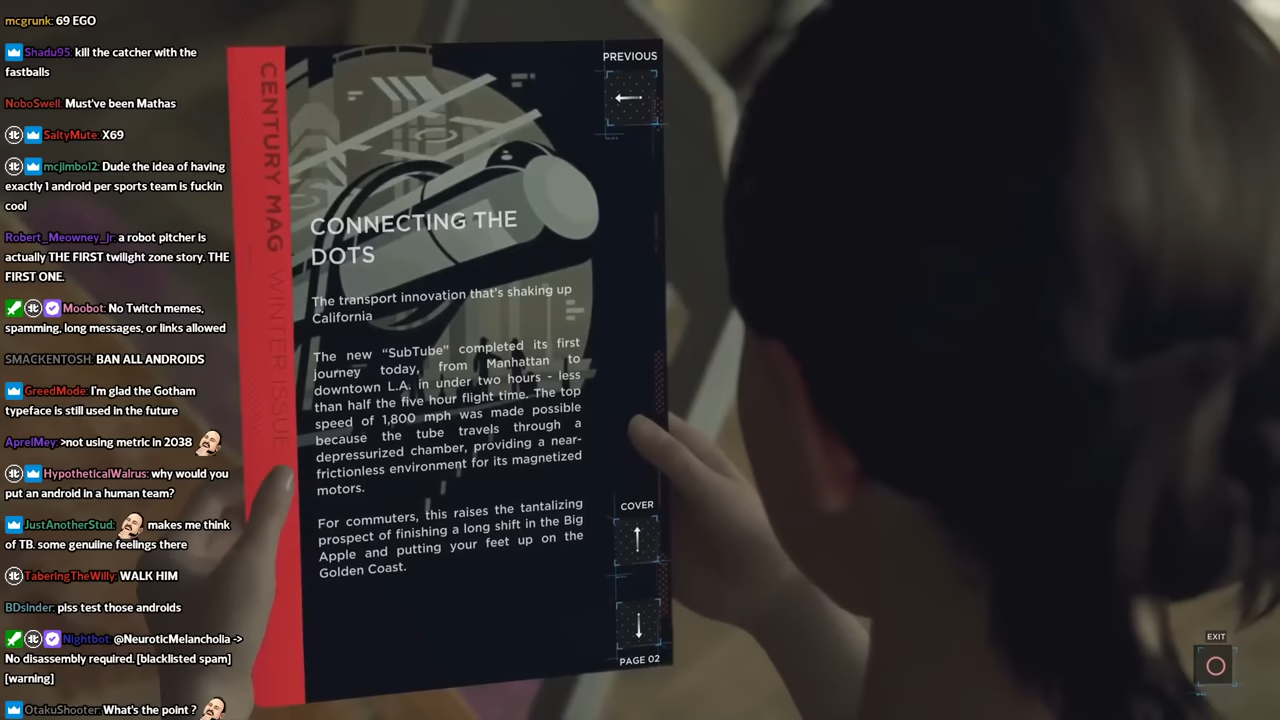 mcgrunk: 69 EGO
Shadu95: kill the catcher with the
fastballs
NoboSwell: Must've been Mathas
SaltyMute: X69
mcjimbo12: Dude the idea of having
exactly 1 android per sports team is fuckin
cool
Robert_Meowney_Jr: a robot pitcher is
actually THE FIRST twilight zone story. THE
FIRST ONE.
Moobot: No Twitch memes,
spamming, long messages, or links allowed
SMACKENTOSH: BAN ALL ANDROIDS
GreedMode: I'm glad the Gotham
typeface is still used in the future
AprelMey: >not using metric in 2038
HypotheticalWalrus: why would you
put an android in a human team?
JustAnotherStud: makes me think
of TB. some genuine feelings there
TaberingTheWilly: WALK HIM
BDsInder: piss test those androids
Nightbot: @NeuroticMelancholia ->
No disassembly required. [blacklisted spam]
[warning]
OtakuShooter: What's the point ?
CENTURY MAG WINTER ISSUE
CONNECTING THE
DOTS
The transport innovation that's shaking up
California
The new “SubTube” completed its first
journey today, from Manhattan to
downtown L.A. in under two hours - less
than half the five hour flight time. The top
speed of 1,800 mph was made possible
because the tube travels through a
depressurized chamber, providing a near-
frictionless environment for its magnetized
motors.
For commuters, this raises the tantalizing
prospect of finishing a long shift in the Big
Apple and putting your feet up on the
Golden Coast.
PREVIOUS
COVER
PAGE 02
EXIT